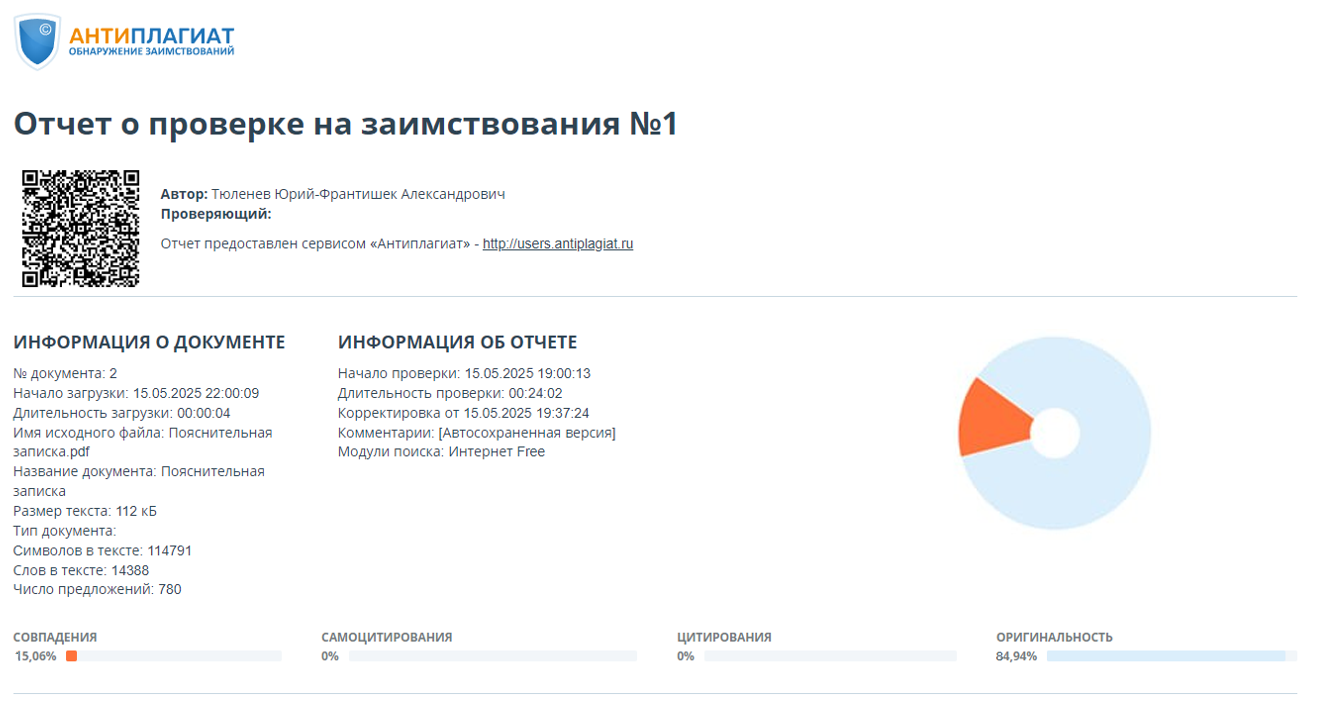 ©
АНТИПЛАГИАТ
ОБНАРУЖЕНИЕ ЗАИМСТВОВАНИЙ
Отчет о проверке на заимствования №1
Автор: Тюленев Юрий-Франтишек Александрович
Проверяющий:
Отчет предоставлен сервисом «Антиплагиат» - http://users.antiplagiat.ru
ИНФОРМАЦИЯ О ДОКУМЕНТЕ
№ документа: 2
Начало загрузки: 15.05.2025 22:00:09
Длительность загрузки: 00:00:04
Имя исходного файла: Пояснительная
записка.pdf
Название документа: Пояснительная
записка
Размер текста: 112 кБ
Тип документа:
Символов в тексте: 114791
Слов в тексте: 14388
Число предложений: 780
ИНФОРМАЦИЯ ОБ ОТЧЕТЕ
Начало проверки: 15.05.2025 19:00:13
Длительность проверки: 00:24:02
Корректировка от 15.05.2025 19:37:24
Комментарии: [Автосохраненная версия]
Модули поиска: Интернет Free
СОВПАДЕНИЯ
15,06%
САМОЦИТИРОВАНИЯ
0%
ЦИТИРОВАНИЯ
0%
ОРИГИНАЛЬНОСТЬ
84,94%